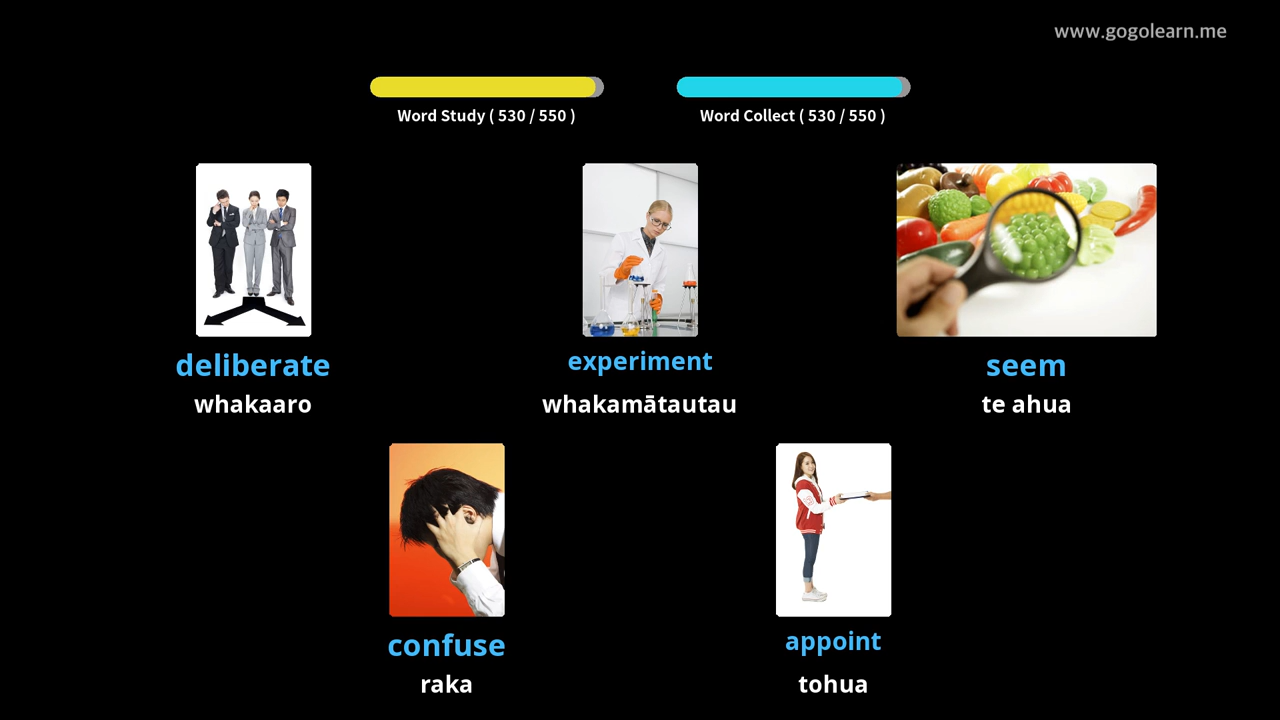 www.gogolearn.me
Word Study ( 530 / 550 )
Word Collect ( 530 / 550 )
deliberate
whakaaro
experiment
whakamātautau
seem
te ahua
confuse
raka
appoint
tohua